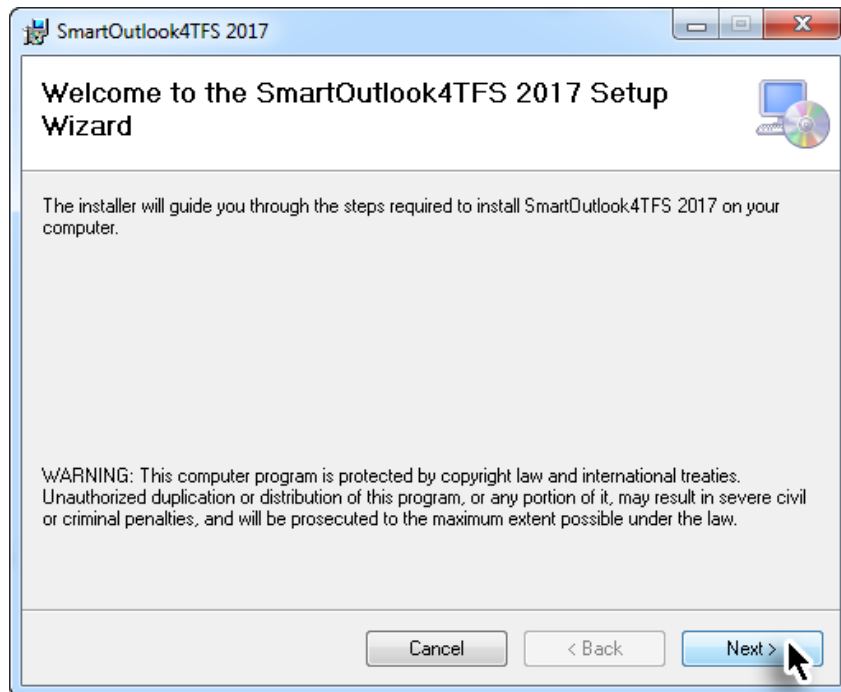 SmartOutlook4TFS 2017
Welcome to the SmartOutlook4TFS 2017 Setup
Wizard
The installer will guide you through the steps required to install SmartOutlook4TFS 2017 on your
computer.
WARNING: This computer program is protected by copyright law and international treaties.
Unauthorized duplication or distribution of this program, or any portion of it, may result in severe civil
or criminal penalties, and will be prosecuted to the maximum extent possible under the law.
Cancel < Back Next >